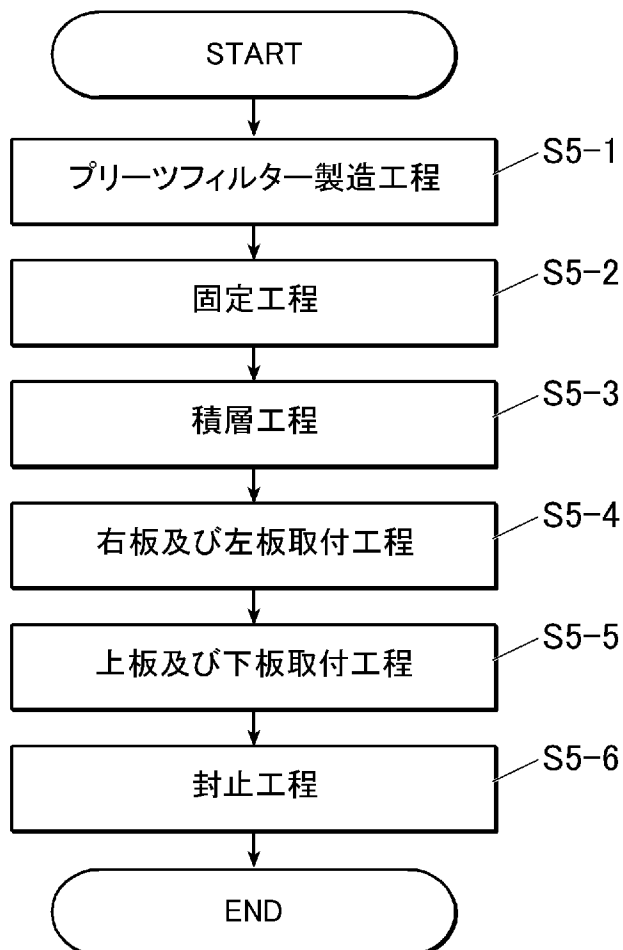 START
プリーツフィルター製造工程
S5-1
固定工程
S5-2
積層工程
S5-3
右板及び左板取付工程
S5-4
上板及び下板取付工程
S5-5
封止工程
S5-6
END